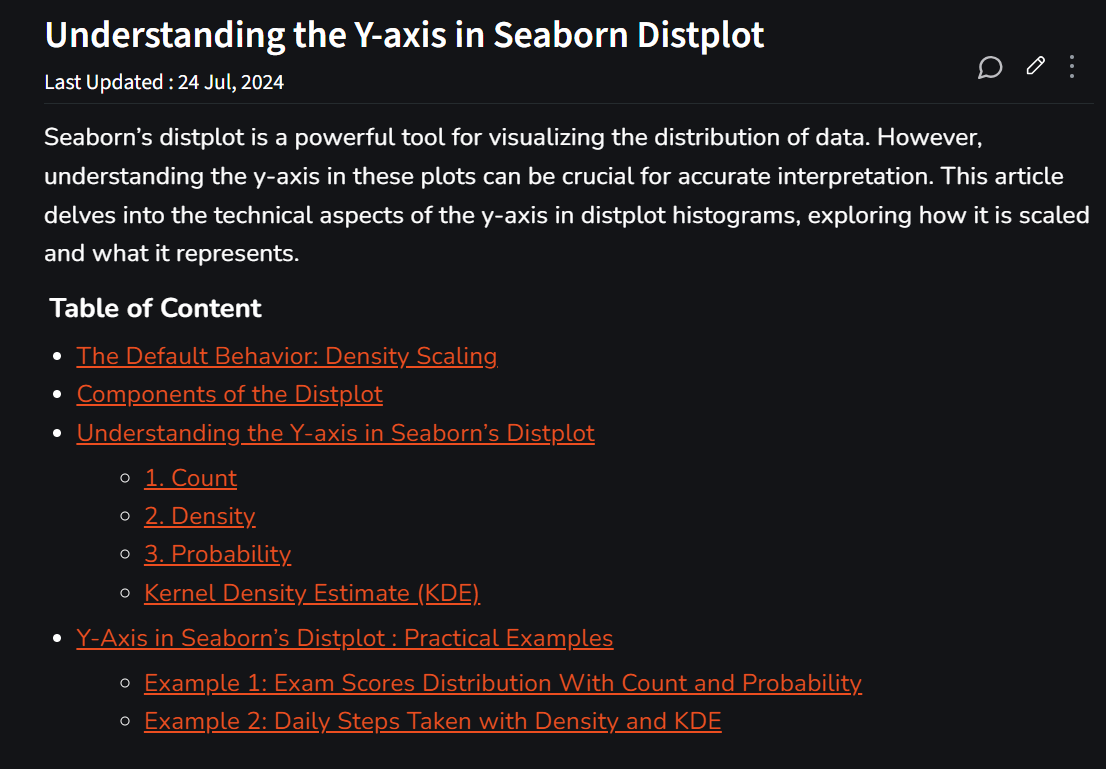 Understanding the Y-axis in Seaborn Distplot
Last Updated : 24 Jul, 2024
Seaborn’s distplot is a powerful tool for visualizing the distribution of data. However,
understanding the y-axis in these plots can be crucial for accurate interpretation. This article
delves into the technical aspects of the y-axis in distplot histograms, exploring how it is scaled
and what it represents.
Table of Content
The Default Behavior: Density Scaling
Components of the Distplot
Understanding the Y-axis in Seaborn’s Distplot
1. Count
2. Density
3. Probability
Kernel Density Estimate (KDE)
Y-Axis in Seaborn’s Distplot : Practical Examples
Example 1: Exam Scores Distribution With Count and Probability
Example 2: Daily Steps Taken with Density and KDE